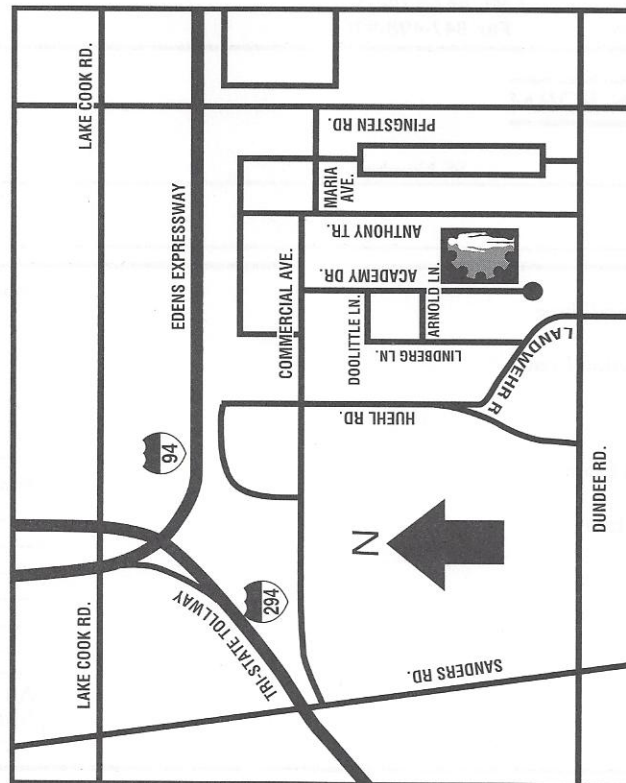 LAKE COOK RD.
EDENS EXPRESSWAY
PFINGSTEN RD.
MARIA AVE.
ANTHONY TR.
COMMERCIAL AVE.
ACADEMY DR.
DOOLITTLE LN.
ARNOLD LN.
LINDBERG LN.
LANDWEHR R
HUEHL RD.
94
N
DUNDEE RD.
294
LAKE COOK RD.
TRI-STATE TOLLWAY
SANDERS RD.